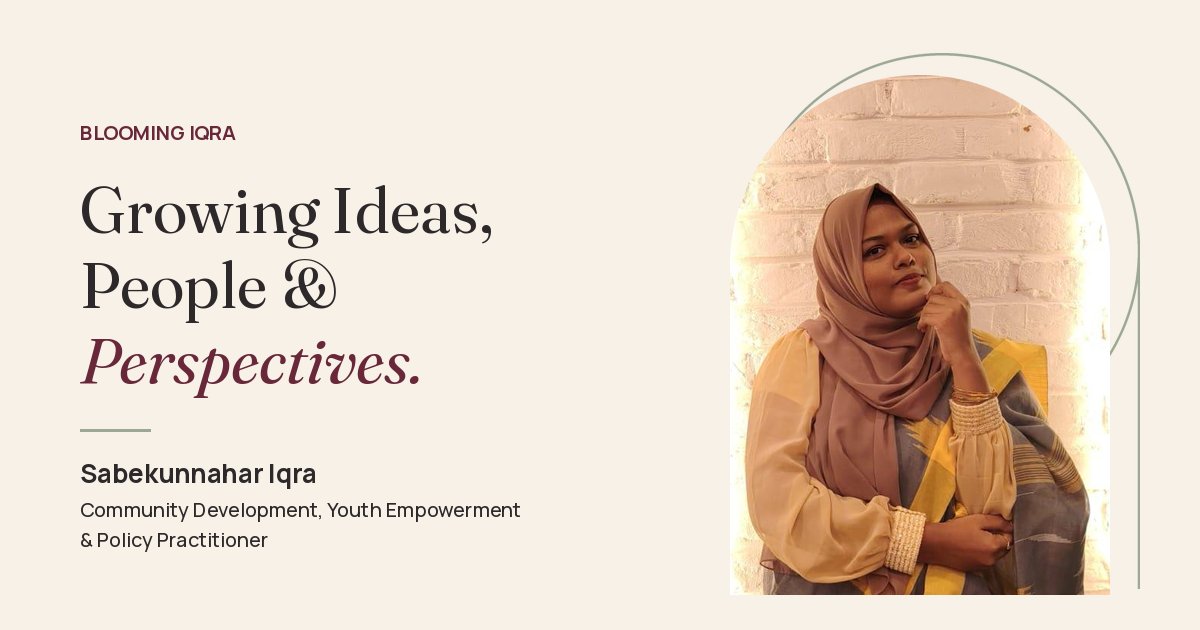 BLOOMING IQRA
Growing Ideas,
People &
Perspectives.
Sabekunnahar Iqra
Community Development, Youth Empowerment
& Policy Practitioner